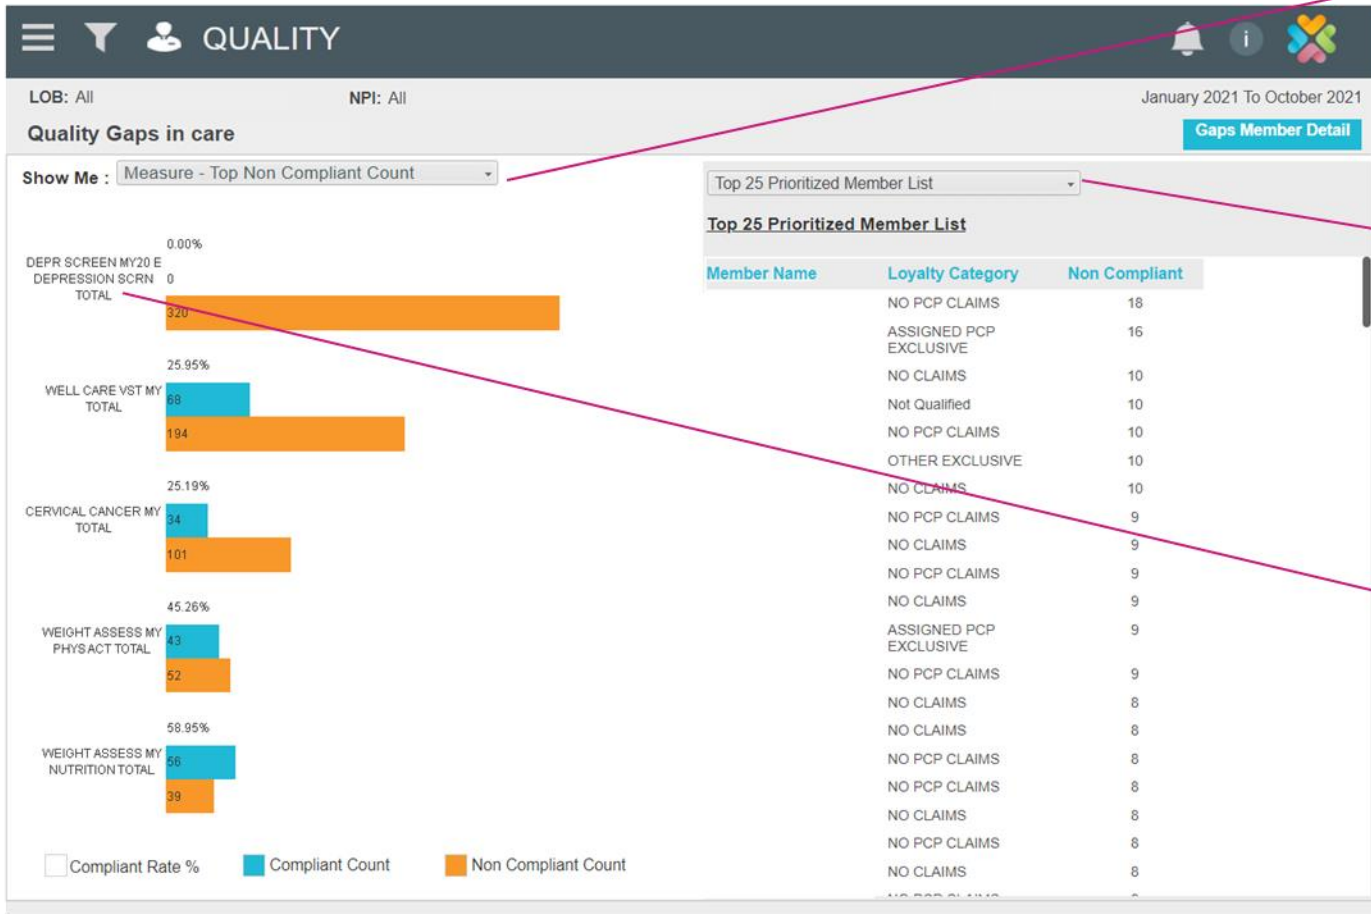 QUALITY
i
LOB: All
NPI: All
January 2021 To October 2021
Quality Gaps in care
Gaps Member Detail
Show Me : Measure - Top Non Compliant Count
0.00%
DEPR SCREEN MY20 E
DEPRESSION SCRN
TOTAL
0
320
25.95%
WELL CARE VST MY
TOTAL
68
194
25.19%
CERVICAL CANCER MY
TOTAL
34
101
45.26%
WEIGHT ASSESS MY
PHYS ACT TOTAL
43
52
58.95%
WEIGHT ASSESS MY
NUTRITION TOTAL
56
39
Compliant Rate %
Compliant Count
Non Compliant Count
Top 25 Prioritized Member List
Top 25 Prioritized Member List
Member Name Loyalty Category Non Compliant
NO PCP CLAIMS 18
ASSIGNED PCP 16
EXCLUSIVE
NO CLAIMS 10
Not Qualified 10
NO PCP CLAIMS 10
OTHER EXCLUSIVE 10
NO CLAIMS 10
NO PCP CLAIMS 9
NO CLAIMS 9
NO PCP CLAIMS 9
NO CLAIMS 9
ASSIGNED PCP 9
EXCLUSIVE
NO PCP CLAIMS 9
NO CLAIMS 8
NO CLAIMS 8
NO PCP CLAIMS 8
NO PCP CLAIMS 8
NO CLAIMS 8
NO PCP CLAIMS 8
NO CLAIMS 8